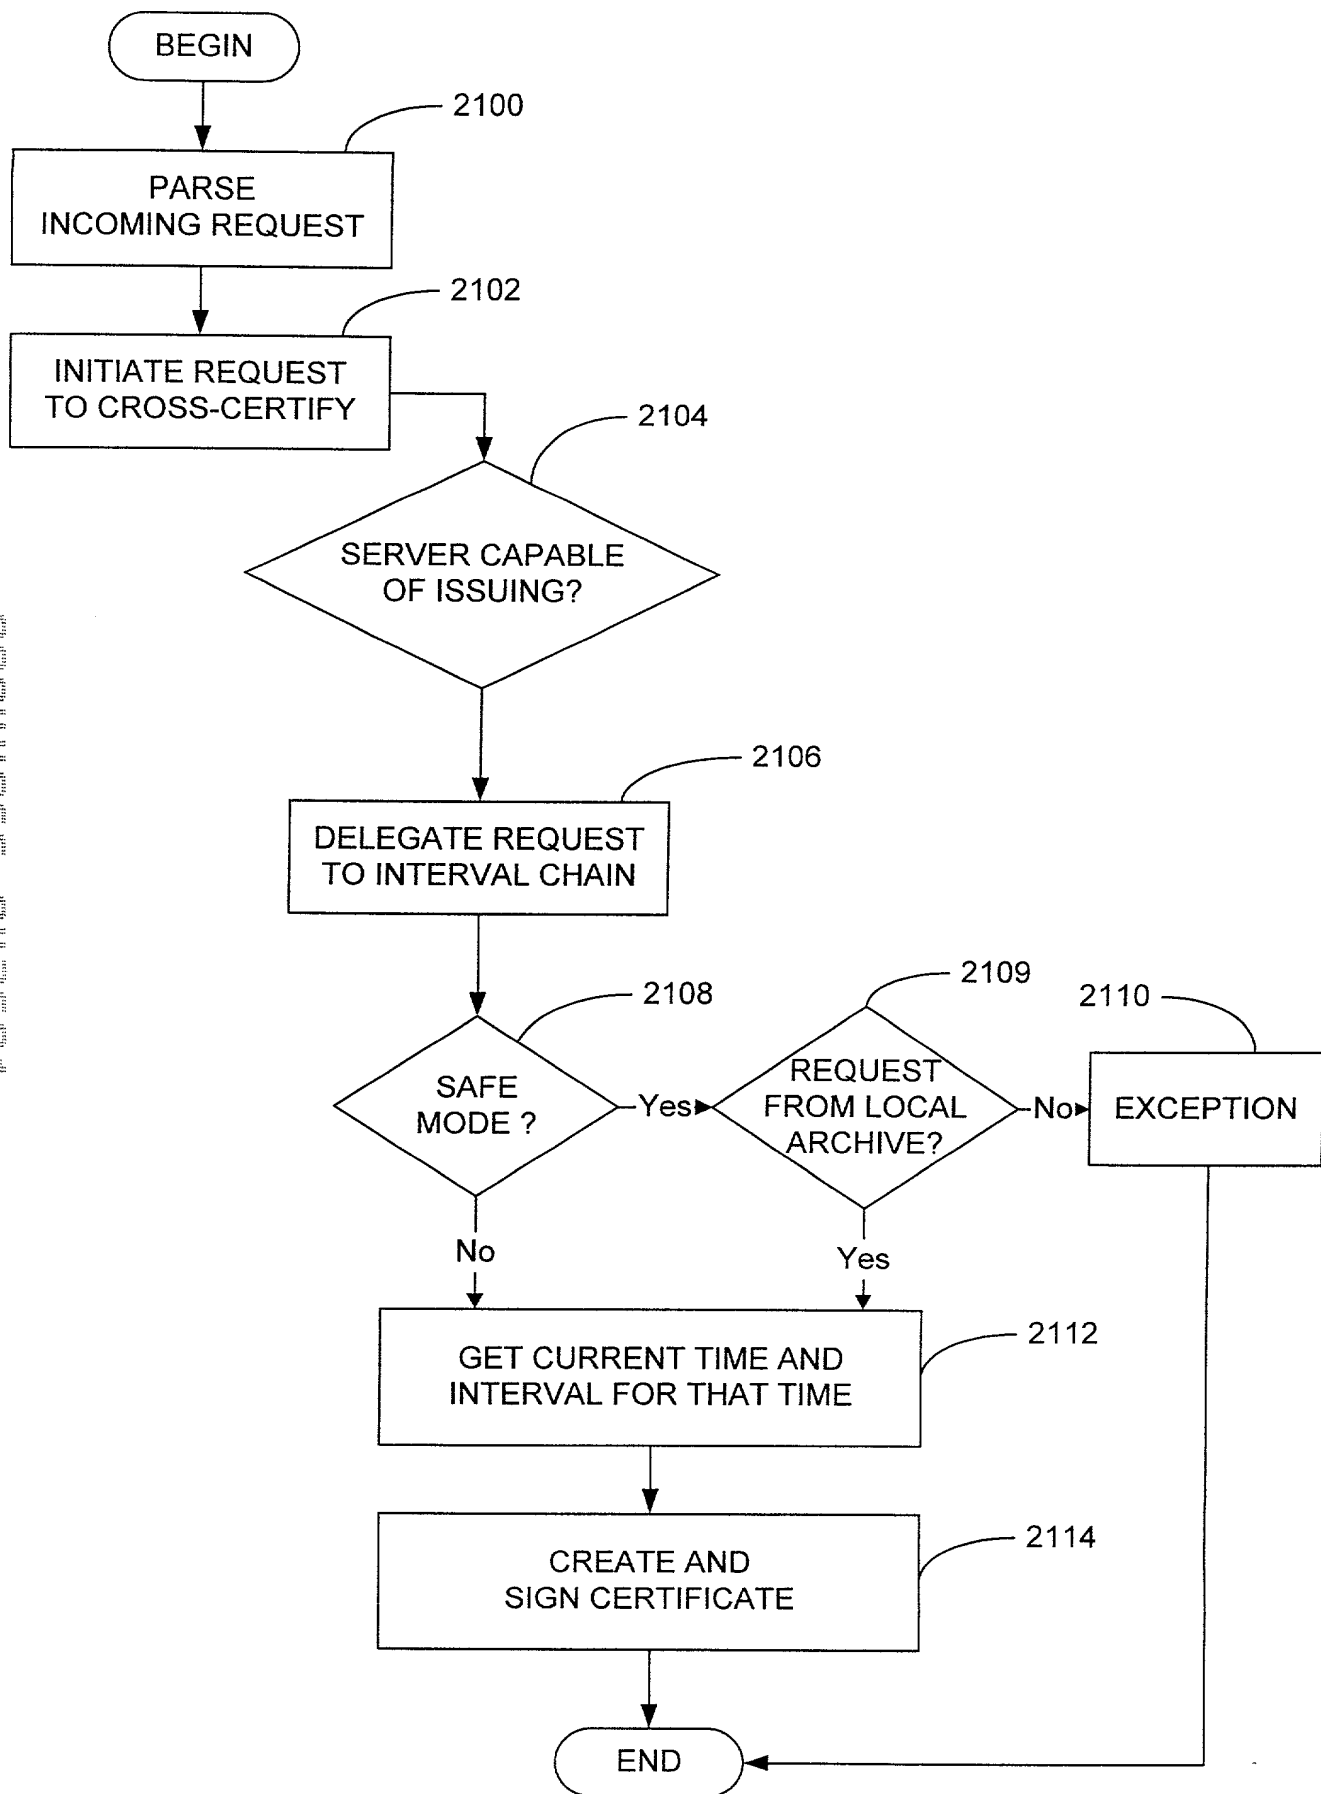 BEGIN
2100
PARSE
INCOMING REQUEST
2102
INITIATE REQUEST
TO CROSS-CERTIFY
2104
SERVER CAPABLE
OF ISSUING?
2106
DELEGATE REQUEST
TO INTERVAL CHAIN
2108
SAFE
MODE ?
Yes
2109
REQUEST
FROM LOCAL
ARCHIVE?
No
2110
EXCEPTION
No
Yes
2112
GET CURRENT TIME AND
INTERVAL FOR THAT TIME
2114
CREATE AND
SIGN CERTIFICATE
END